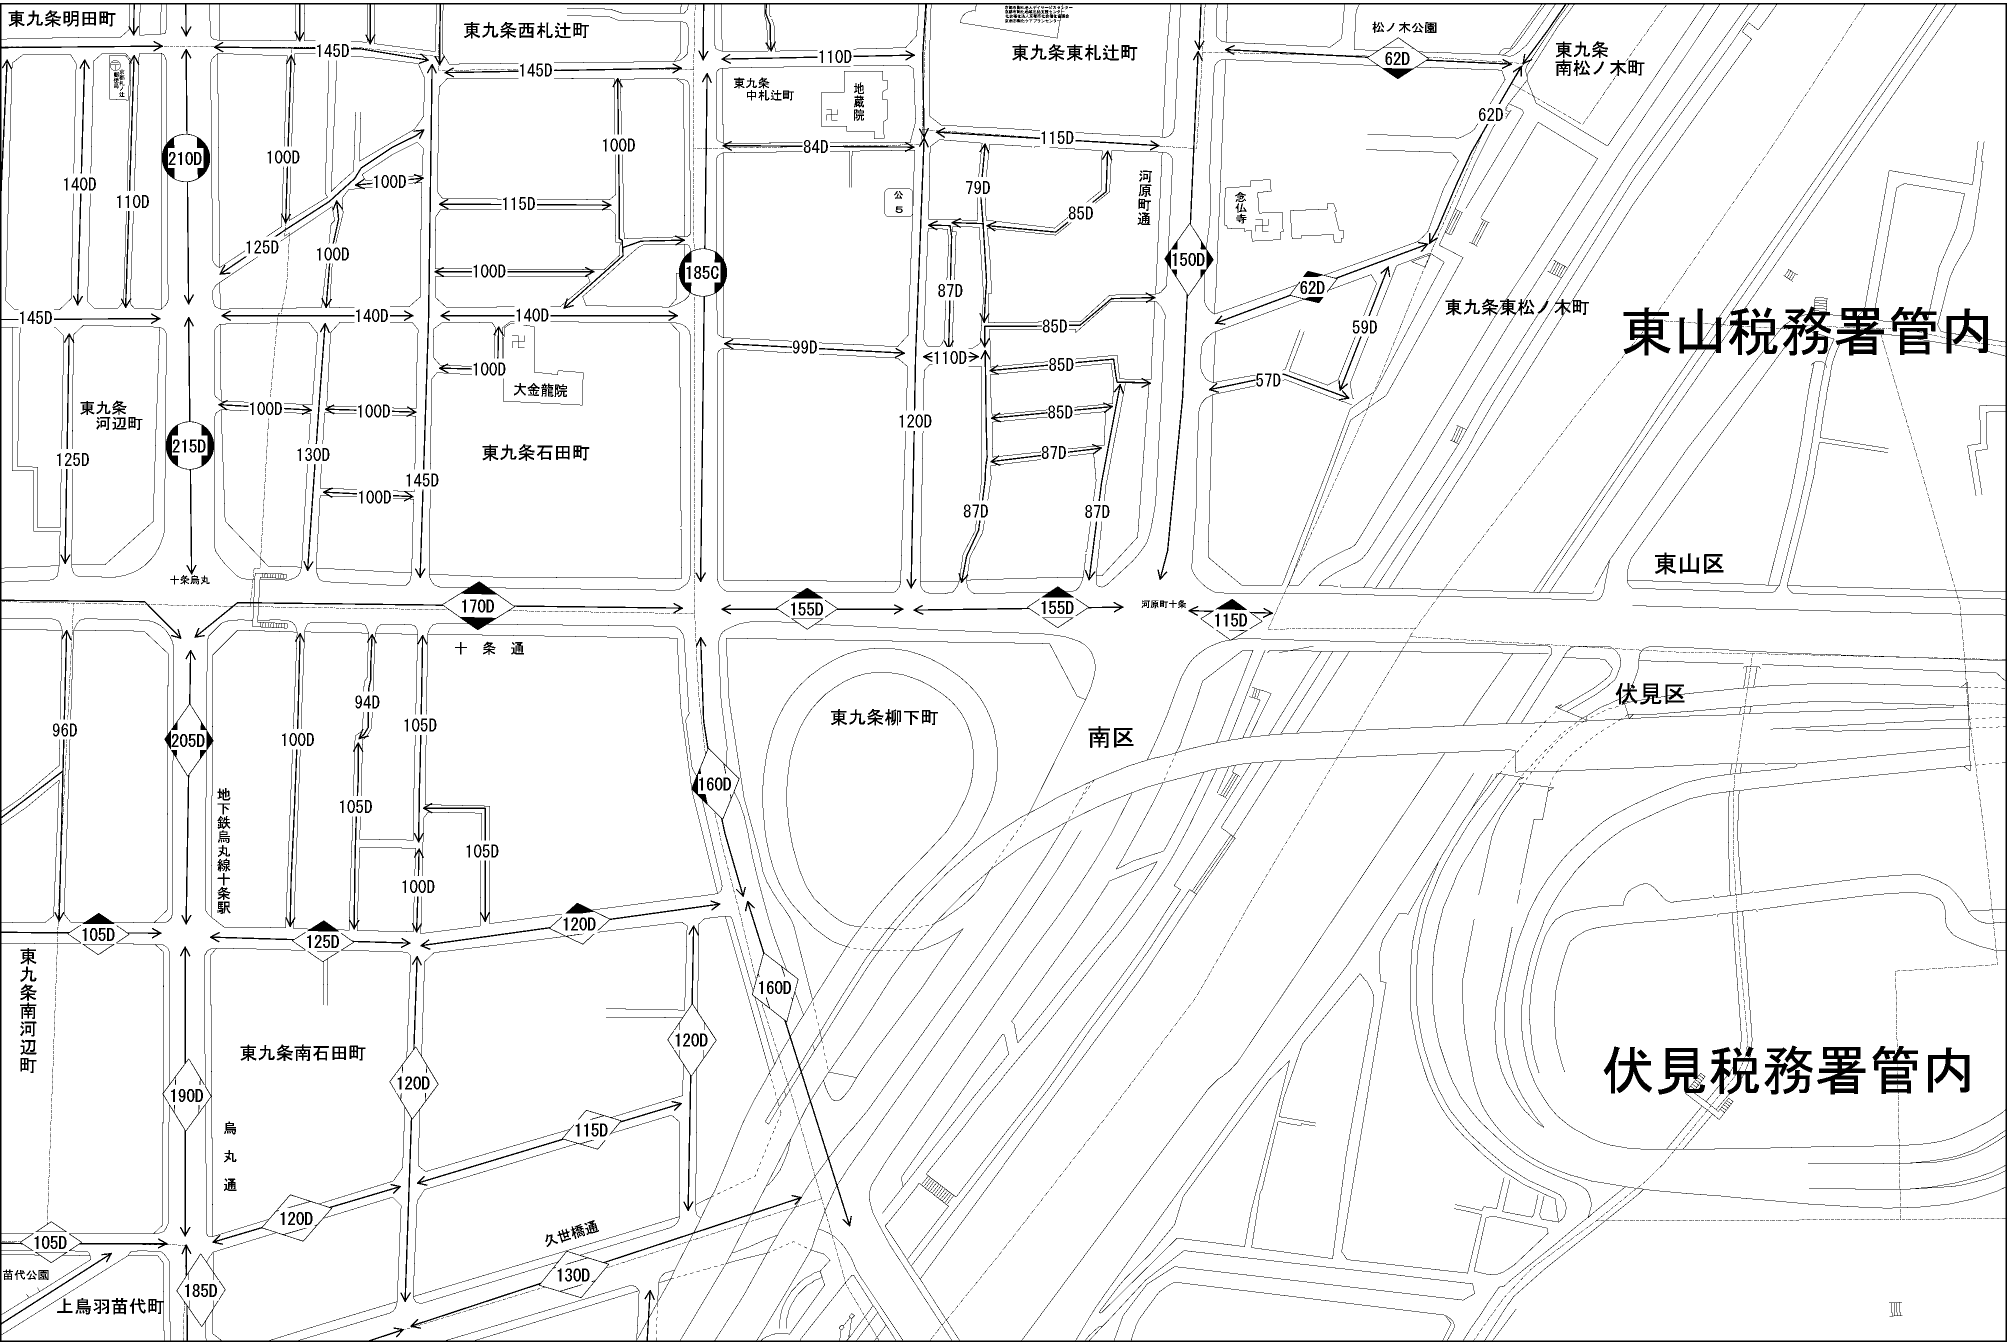 東九条明田町
東九条西札辻町
東九条東札辻町
松ノ木公園
東九条
南松ノ木町
145D
145D
110D
62D
東九条
中札辻町
地蔵院
62D
210D
100D
100D
84D
115D
140D
110D
100D
115D
79D
85D
公
5
河原町通
念仏寺
125D
100D
100D
185C
150D
87D
62D
東九条東松ノ木町
145D
140D
140D
85D
59D
東山税務署管内
99D
110D
100D
85D
57D
大金龍院
東九条
河辺町
100D
100D
85D
120D
215D
125D
130D
145D
東九条石田町
87D
100D
87D
87D
東山区
十条烏丸
170D
155D
155D
河原町十条
115D
十条通
伏見区
96D
205D
100D
94D
105D
東九条柳下町
南区
160D
105D
地下鉄烏丸線十条駅
105D
100D
105D
125D
120D
東九条南河辺町
160D
東九条南石田町
120D
120D
190D
伏見税務署管内
115D
烏丸通
120D
久世橋通
105D
130D
苗代公園
185D
上鳥羽苗代町